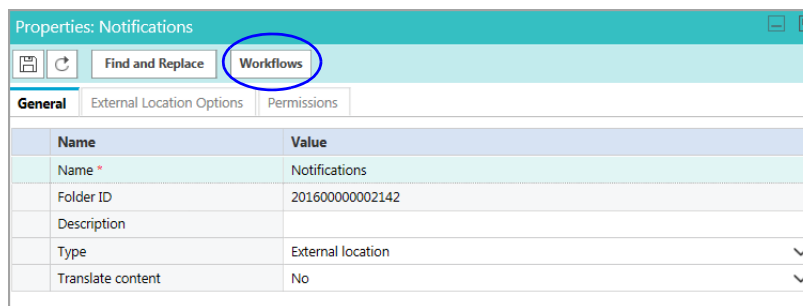 Properties: Notifications
Find and Replace Workflows
General External Location Options Permissions
Name Value
Name * Notifications
Folder ID 201600000002142
Description
Type External location
Translate content No